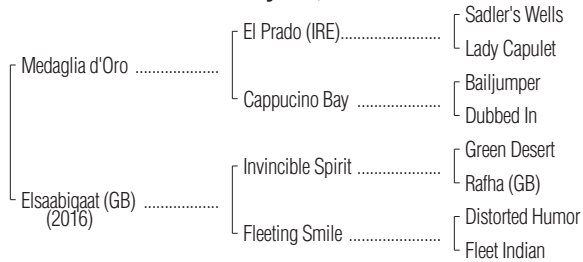 Sadler's Wells
El Prado (IRE)....................
Lady Capulet
Medaglia d'Oro ....................
Bailjumper
Cappucino Bay ....................
Dubbed In
Green Desert
Invincible Spirit ....................
Rafha (GB)
Elsaabiqaat (GB) ..................
(2016)
Distorted Humor
Fleeting Smile ....................
Fleet Indian